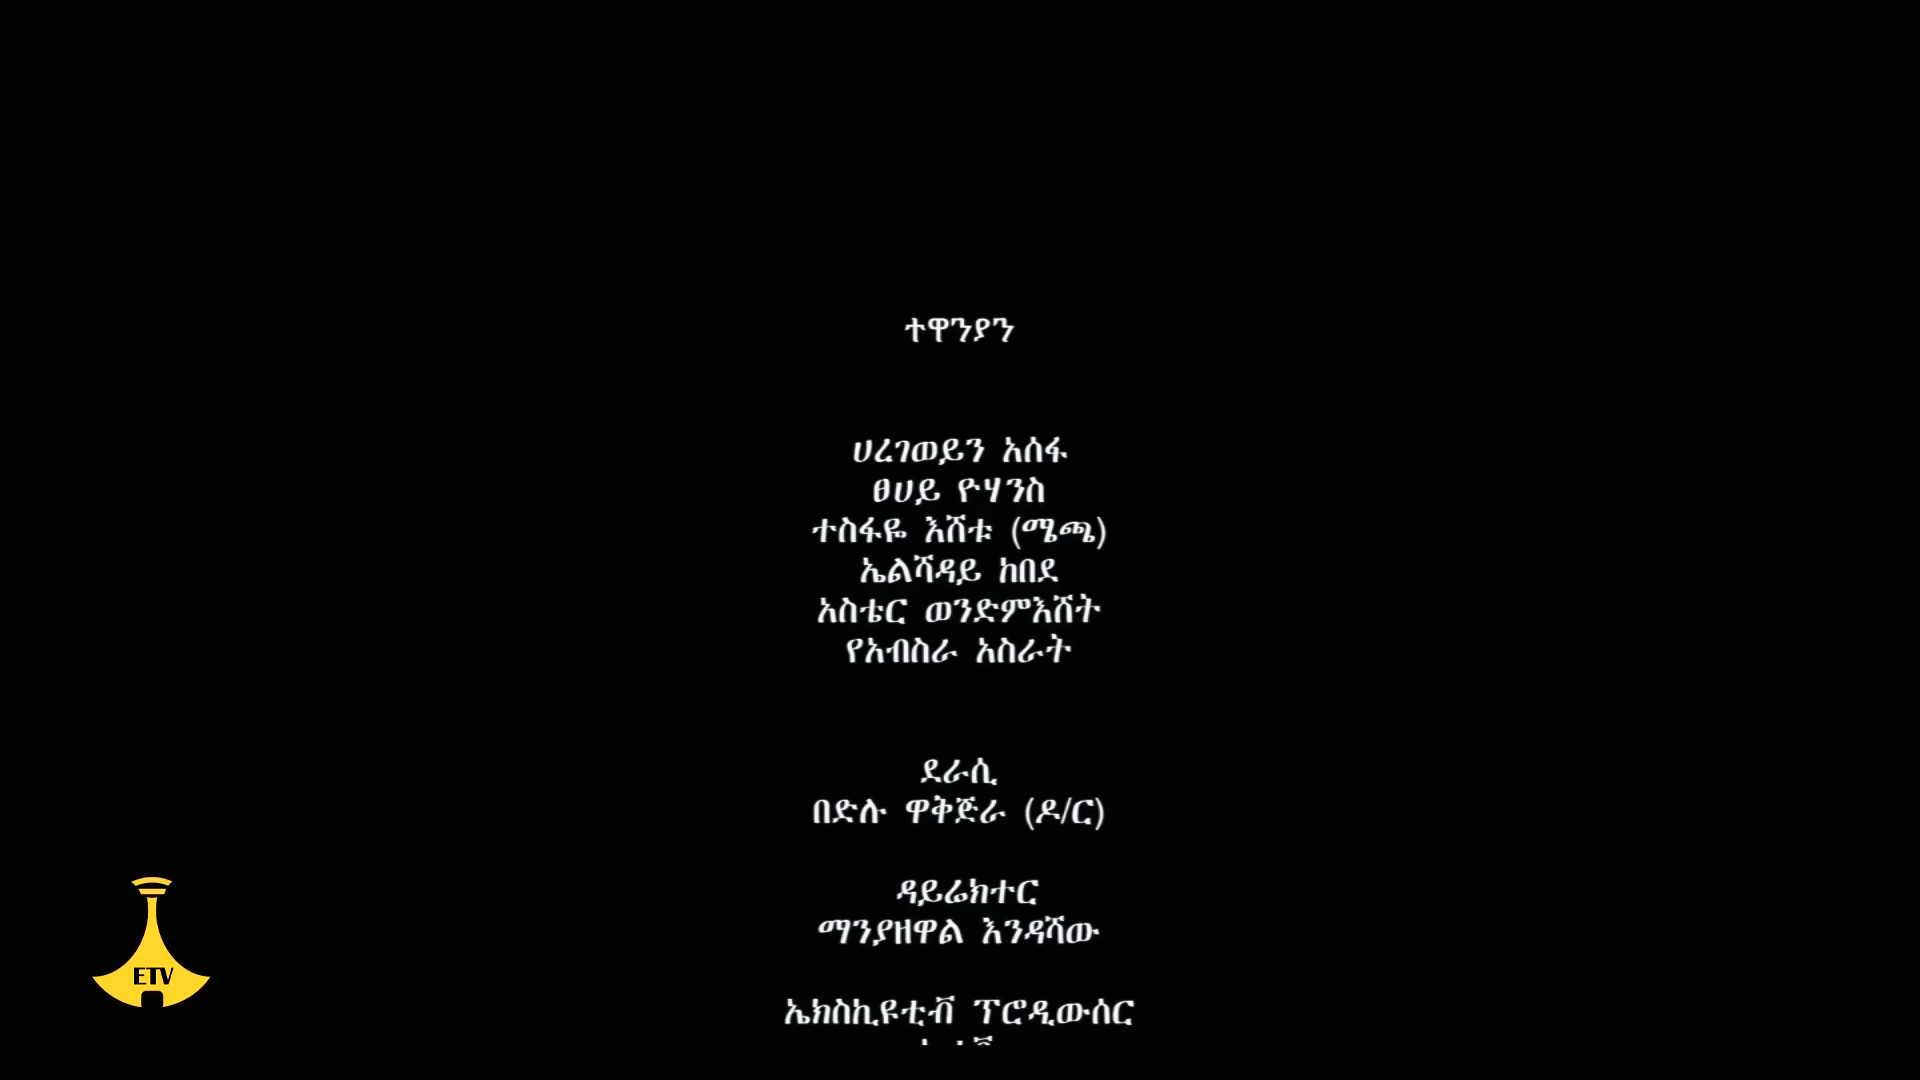 ተዋንያን
ሀረገወይን አሰፋ
ፀሀይ ዮሃንስ
ተስፋዬ እሸቱ (ሜጫ)
ኤልሻዳይ ከበደ
አስቴር ወንድምእሸት
የአብስራ አስራት
ደራሲ
በድሉ ዋቅጅራ (ዶ/ር)
ዳይሬክተር
ማንያዘዋል እንዳሻው
ኤክስኪዩቲቭ ፕሮዲውሰር
ETV